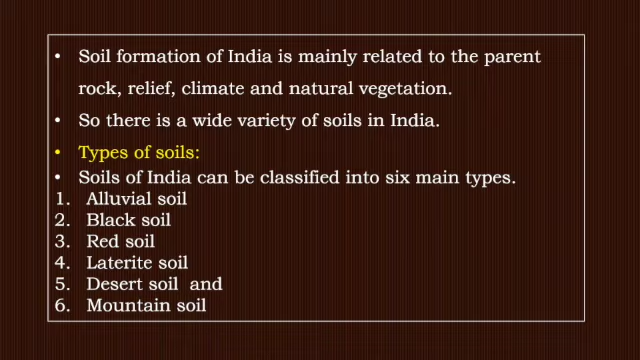 • Soil formation of India is mainly related to the parent
rock, relief, climate and natural vegetation.
• So there is a wide variety of soils in India.
• Types of soils:
• Soils of India can be classified into six main types.
1. Alluvial soil
2. Black soil
3. Red soil
4. Laterite soil
5. Desert soil and
6. Mountain soil